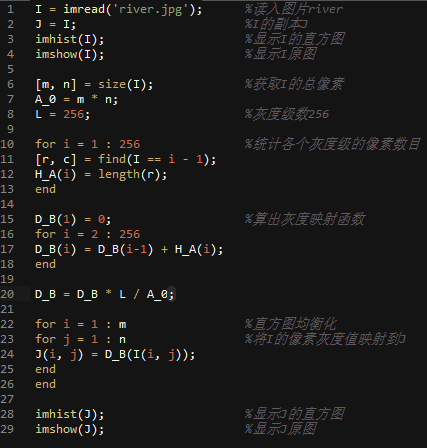 1 I = imread('river.jpg'); %读入图片river
2 J = I; %I的副本J
3 imhist(I); %显示I的直方图
4 imshow(I); %显示I原图
5
6 [m, n] = size(I); %获取I的总像素
7 A_0 = m * n;
8 L = 256; %灰度级数256
9
10 for i = 1 : 256 %统计各个灰度级的像素数目
11 [r, c] = find(I == i - 1);
12 H_A(i) = length(r);
13 end
14
15 D_B(1) = 0; %算出灰度映射函数
16 for i = 2 : 256
17 D_B(i) = D_B(i-1) + H_A(i);
18 end
19
20 D_B = D_B * L / A_0;
21
22 for i = 1 : m %直方图均衡化
23 for j = 1 : n %将I的像素灰度值映射到J
24 J(i, j) = D_B(I(i, j));
25 end
26 end
27
28 imhist(J); %显示J的直方图
29 imshow(J); %显示J原图